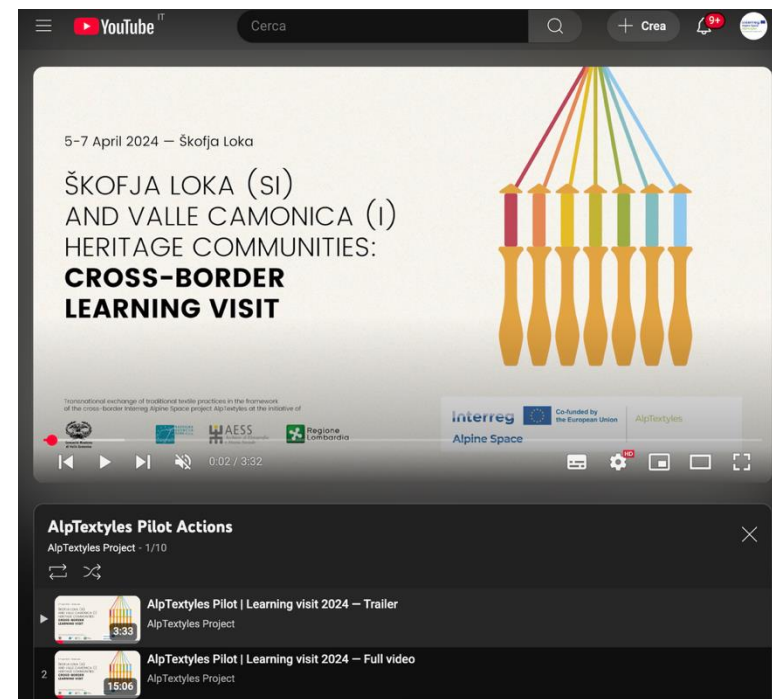 YouTube IT
Cerca
Crea
9+
5-7 April 2024 — Škofja Loka
ŠKOFJA LOKA (SI)
AND VALLE CAMONICA (I)
HERITAGE COMMUNITIES:
CROSS-BORDER
LEARNING VISIT
Transnational exchange of traditional textile practices in the framework
of the cross-border Interreg Alpine Space project AlpTextyles at the initiative of
AESS
Regione
Lombardia
Interreg
Co-funded by
the European Union
AlpTextyles
Alpine Space
0:02 / 3:32
HD
AlpTextyles Pilot Actions
AlpTextyles Project - 1/10
3:33
AlpTextyles Pilot | Learning visit 2024 — Trailer
AlpTextyles Project
2
15:06
AlpTextyles Pilot | Learning visit 2024 — Full video
AlpTextyles Project